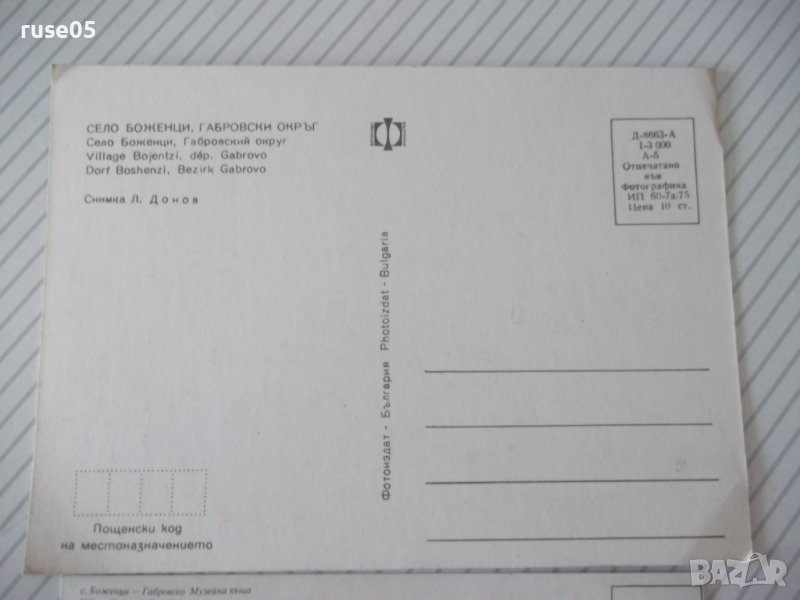 ruse05
СЕЛО БОЖЕНЦИ, ГАБРОВСКИ ОКРЪГ
Село Боженци, Габровский округ
Village Bojentzi, dép. Gabrovo
Dorf Boshenzi, Bezirk Gabrovo
Снимка Л. Донов
Д-8663-А
1-3 000
А-5
Отпечатано
във
Фотографика
ИП 60-7а/75
Цена 10 ст.
Фотоиздат - България Photoizdat - Bulgaria
Пощенски код
на местоназначението
с. Боженци – Габровско Музейна къща
BAZAR